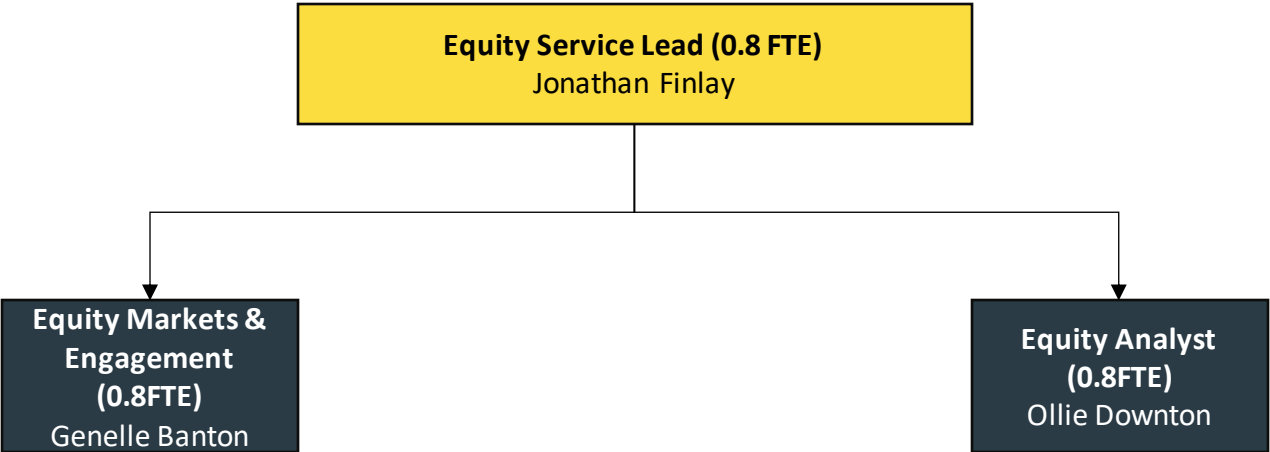 Equity Service Lead (0.8 FTE)
Jonathan Finlay
Equity Markets &
Engagement
(0.8FTE)
Genelle Banton
Equity Analyst
(0.8FTE)
Ollie Downton